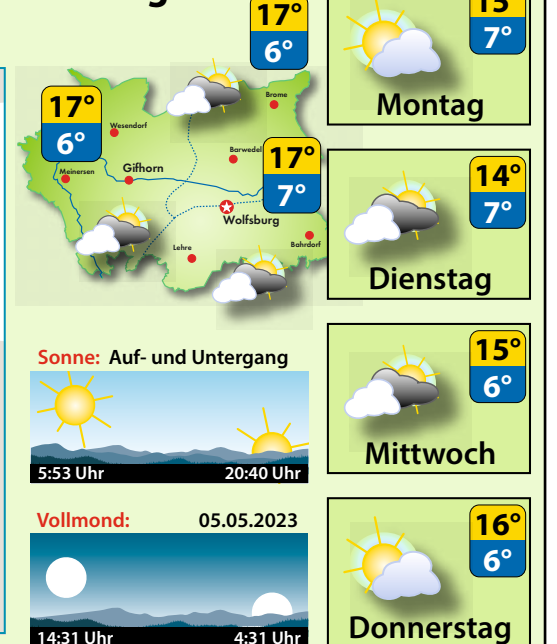 17°
6°
15°
7°
Montag
17°
6°
Wesendorf
Brome
Meinersen
Gifhorn
Barwedel
17°
7°
Wolfsburg
Lehre
Bahrdorf
14°
7°
Dienstag
15°
6°
Mittwoch
Sonne: Auf- und Untergang
5:53 Uhr 20:40 Uhr
Vollmond: 05.05.2023
14:31 Uhr 4:31 Uhr
16°
6°
Donnerstag